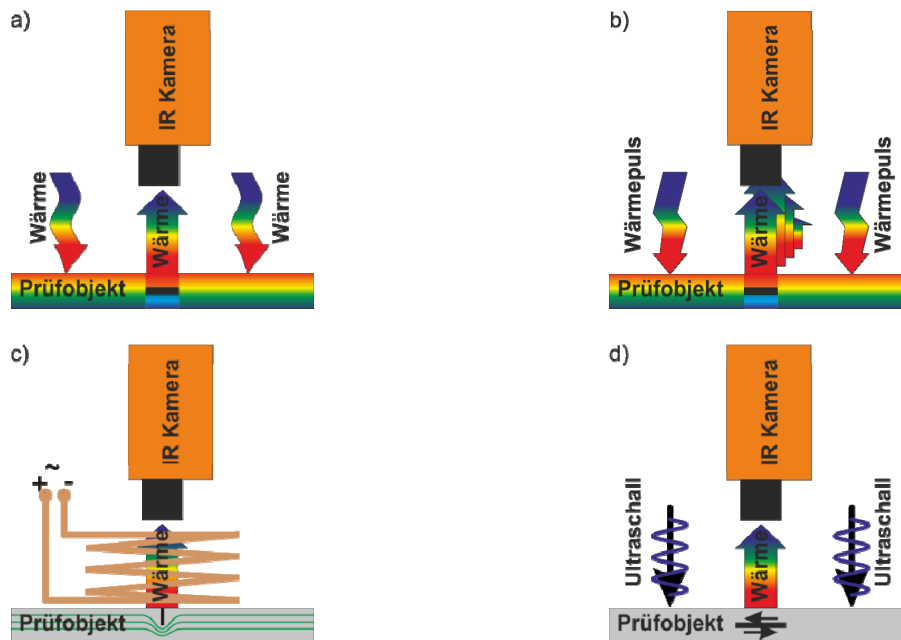 a)
IR Kamera
Wärme
Wärme
Wärme
Prüfobjekt
b)
IR Kamera
Wärmepuls
Wärme
Wärmepuls
Prüfobjekt
c)
IR Kamera
+ ~ -
Wärme
Prüfobjekt
d)
IR Kamera
Ultraschall
Wärme
Ultraschall
Prüfobjekt